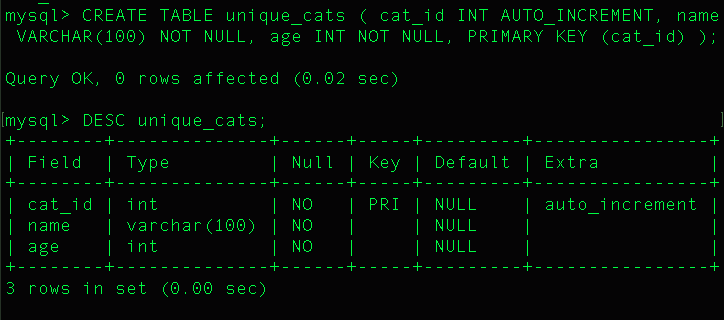 mysql> CREATE TABLE unique_cats ( cat_id INT AUTO_INCREMENT, name
 VARCHAR(100) NOT NULL, age INT NOT NULL, PRIMARY KEY (cat_id) );
Query OK, 0 rows affected (0.02 sec)
[mysql> DESC unique_cats; ]
+--------+--------------+------+-----+---------+----------------+
| Field  | Type         | Null | Key | Default | Extra          |
+--------+--------------+------+-----+---------+----------------+
| cat_id | int          | NO   | PRI | NULL    | auto_increment |
| name   | varchar(100) | NO   |     | NULL    |                |
| age    | int          | NO   |     | NULL    |                |
+--------+--------------+------+-----+---------+----------------+
3 rows in set (0.00 sec)